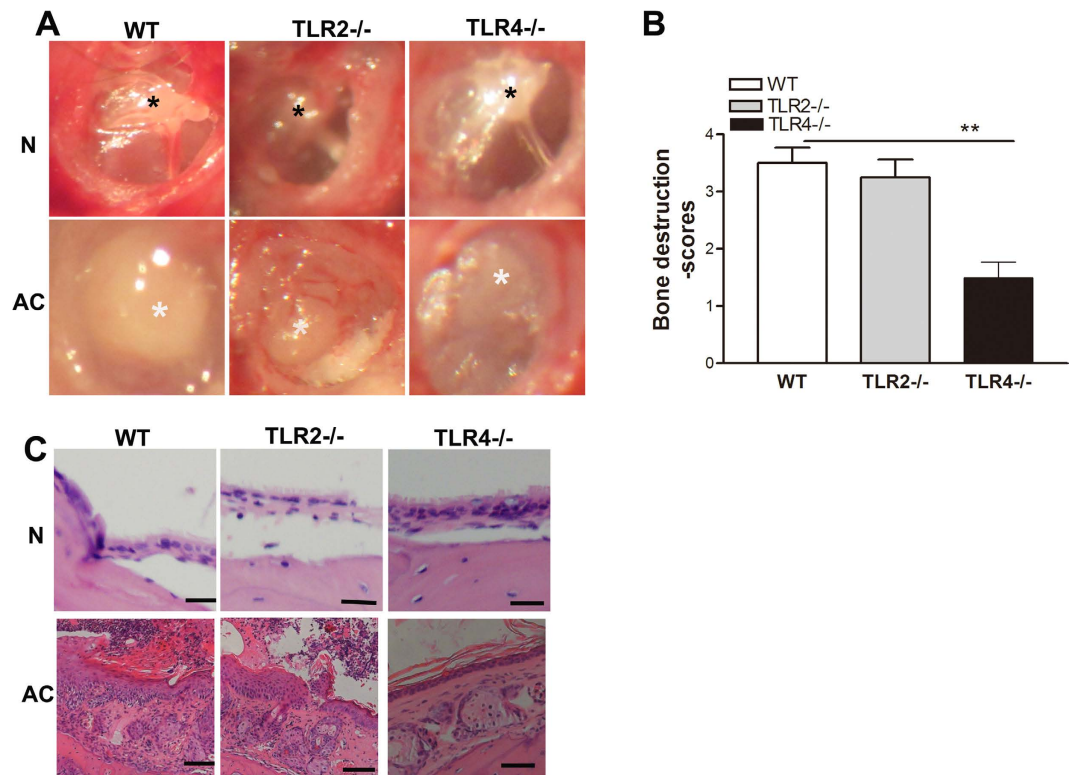 A
WT
TLR2-/-
TLR4-/-
N
*
*
*
AC
*
*
*
B
WT
TLR2-/-
TLR4-/-
**
Bone destruction
-scores
4
3
2
1
0
WT
TLR2-/-
TLR4-/-
C
WT
TLR2-/-
TLR4-/-
N
AC